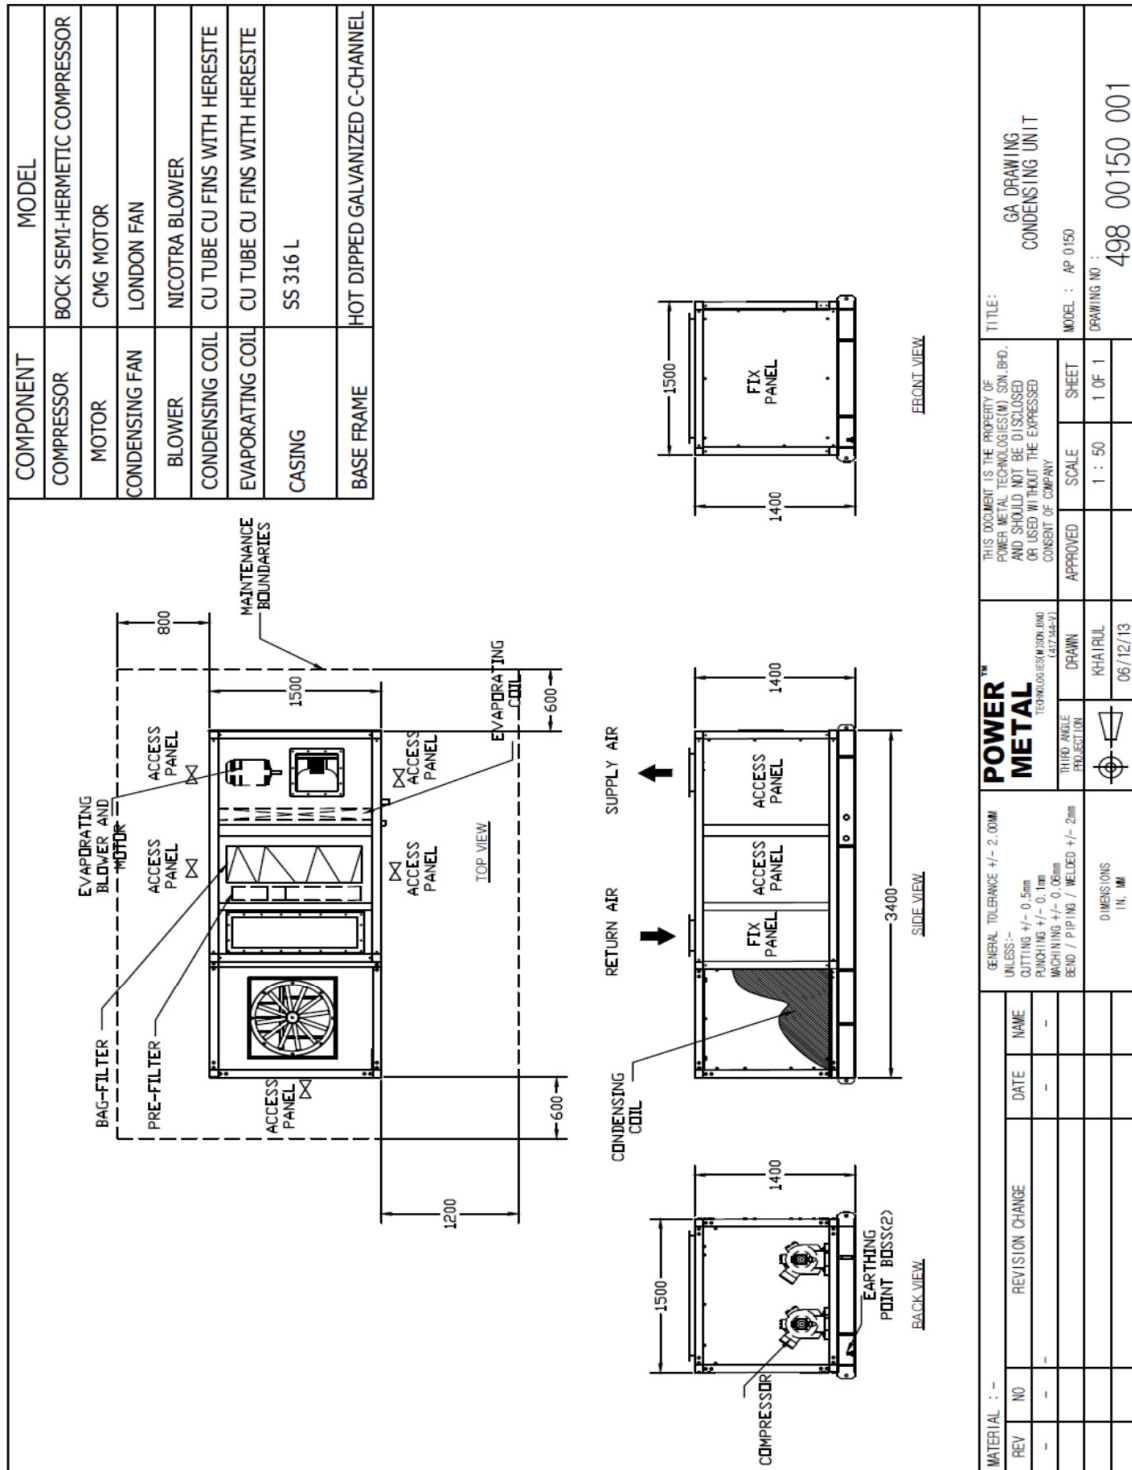 COMPONENT MODEL
COMPRESSOR BOCK SEMI-HERMETIC COMPRESSOR
MOTOR CMG MOTOR
CONDENSING FAN LONDON FAN
BLOWER NICOTRA BLOWER
CONDENSING COIL CU TUBE CU FINS WITH HERESITE
EVAPORATING COIL CU TUBE CU FINS WITH HERESITE
CASING SS 316 L
BASE FRAME HOT DIPPED GALVANIZED C-CHANNEL
BAG-FILTER
PRE-FILTER
EVAPORATING
BLOWER AND
MOTOR
ACCESS
PANEL
ACCESS
PANEL
ACCESS
PANEL
ACCESS
PANEL
ACCESS
PANEL
MAINTENANCE
BOUNDARIES
EVAPORATING
COIL
800
1500
600
600
1200
TOP VIEW
COMPRESSOR
1500
1400
EARTHING
POINT BOSS(2)
BACK VIEW
CONDENSING
COIL
RETURN AIR
SUPPLY AIR
FIX
PANEL
ACCESS
PANEL
ACCESS
PANEL
1400
3400
SIDE VIEW
1500
1400
FIX
PANEL
FRONT VIEW
MATERIAL : -
REV NO REVISION CHANGE DATE NAME
- - - - -
GENERAL TOLERANCE +/- 2.00MM
UNLESS:-
CUTTING +/- 0.5mm
PUNCHING +/- 0.1mm
MACHINING +/- 0.06mm
BEND / PIPING / WELDED +/- 2mm
DIMENSIONS
IN. MM
POWER™
METAL
TECHNOLOGIES(M)SDN.BHD
THIRD ANGLE
PROJECTION
DRAWN
KHAIRUL
06/12/13
THIS DOCUMENT IS THE PROPERTY OF
POWER METAL TECHNOLOGIES(M) SDN.BHD.
AND SHOULD NOT BE DISCLOSED
OR USED WITHOUT THE EXPRESSED
CONSENT OF COMPANY
APPROVED SCALE SHEET
1 : 50 1 OF 1
TITLE:
GA DRAWING
CONDENSING UNIT
MODEL : AP 0150
DRAWING NO :
498 00150 001